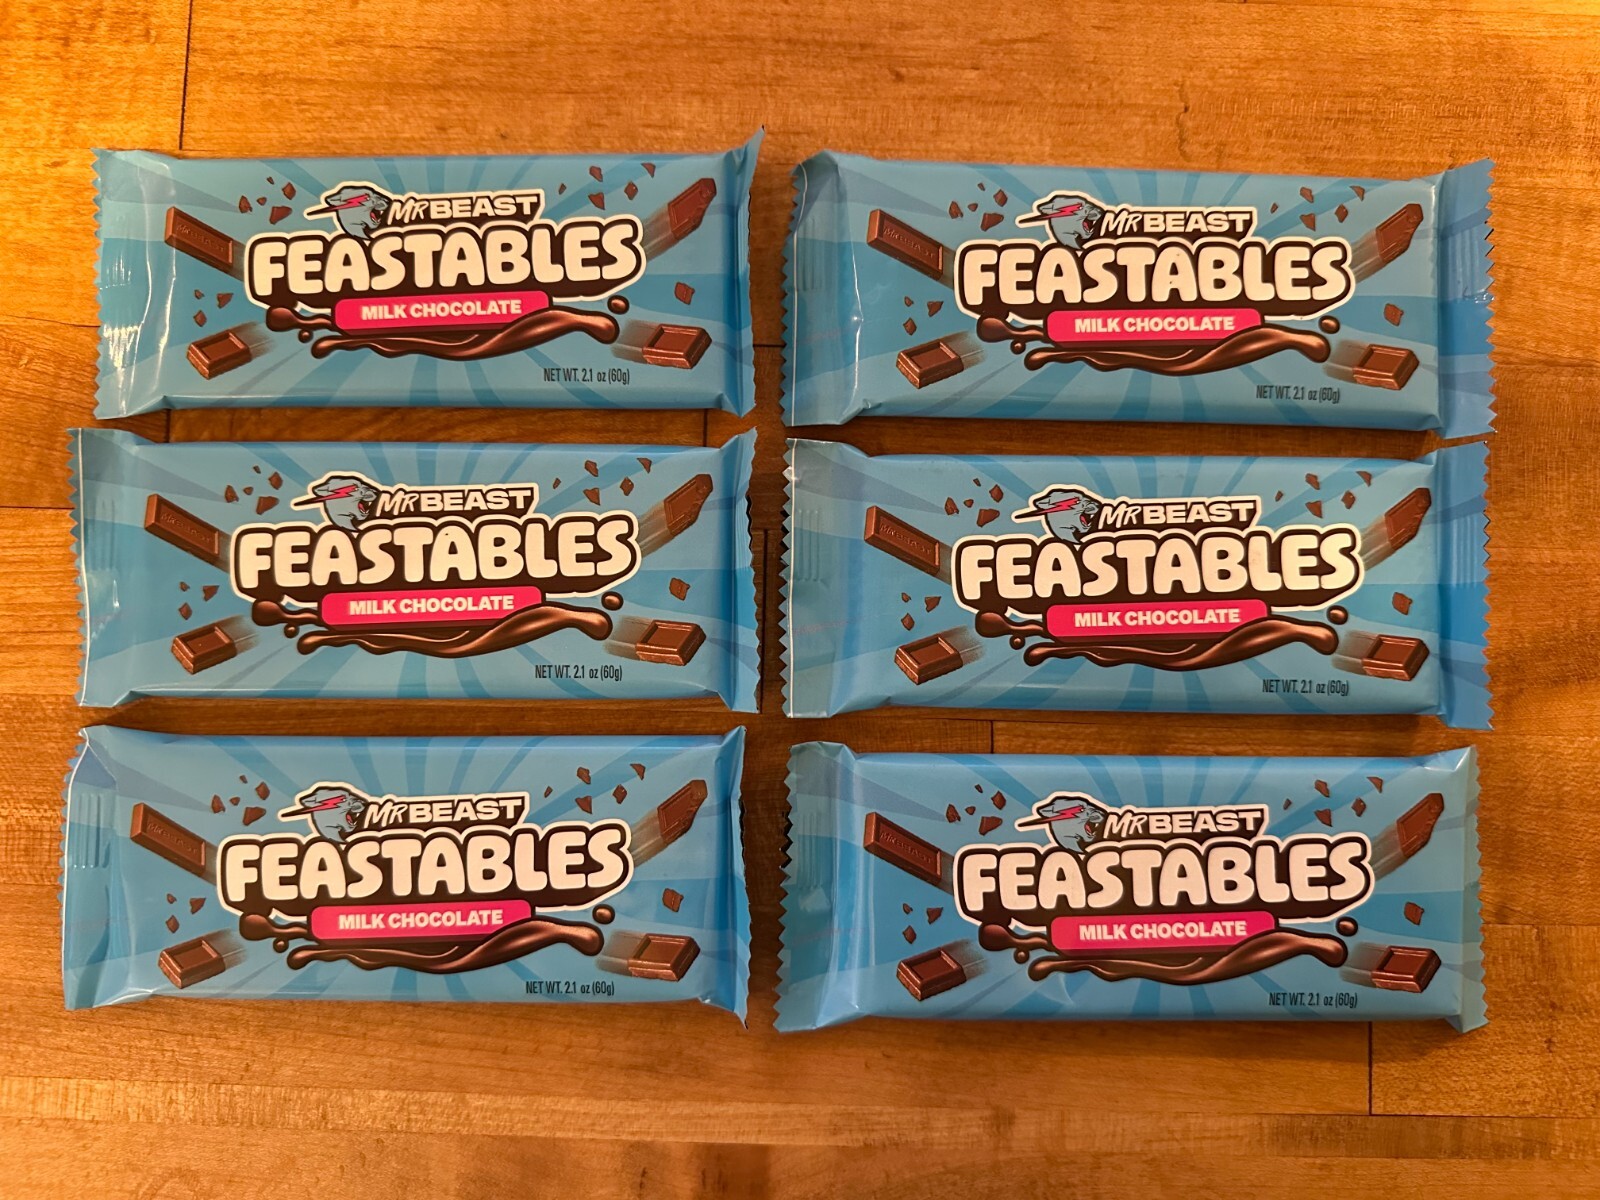 MRBEAST
FEASTABLES
MILK CHOCOLATE
NET WT. 2.1 oz (60g)
MRBEAST
FEASTABLES
MILK CHOCOLATE
NET WT. 2.1 oz (60g)
MRBEAST
FEASTABLES
MILK CHOCOLATE
NET WT. 2.1 oz (60g)
MRBEAST
FEASTABLES
MILK CHOCOLATE
NET WT. 2.1 oz (60g)
MRBEAST
FEASTABLES
MILK CHOCOLATE
NET WT. 2.1 oz (60g)
MRBEAST
FEASTABLES
MILK CHOCOLATE
NET WT. 2.1 oz (60g)